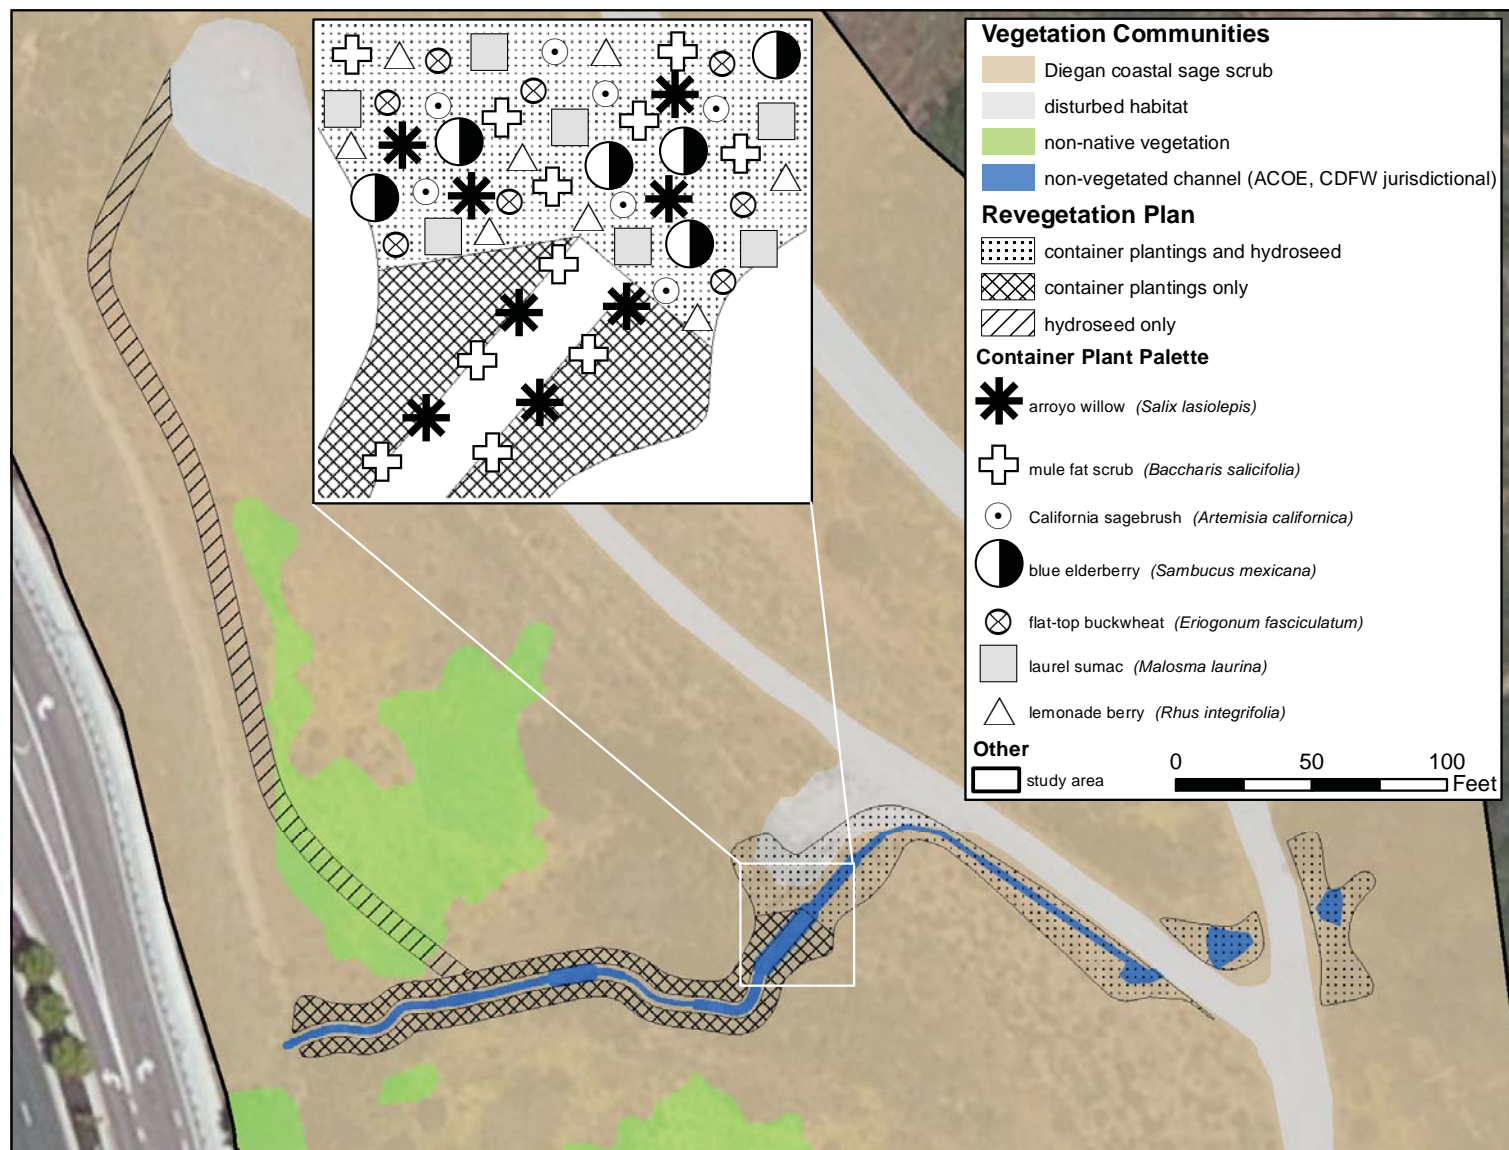 Vegetation Communities
Diegan coastal sage scrub
disturbed habitat
non-native vegetation
non-vegetated channel (ACOE, CDFW jurisdictional)
Revegetation Plan
container plantings and hydroseed
container plantings only
hydroseed only
Container Plant Palette
arroyo willow (Salix lasiolepis)
mule fat scrub (Baccharis salicifolia)
California sagebrush (Artemisia californica)
blue elderberry (Sambucus mexicana)
flat-top buckwheat (Eriogonum fasciculatum)
laurel sumac (Malosma laurina)
lemonade berry (Rhus integrifolia)
Other
study area
0 50 100
Feet